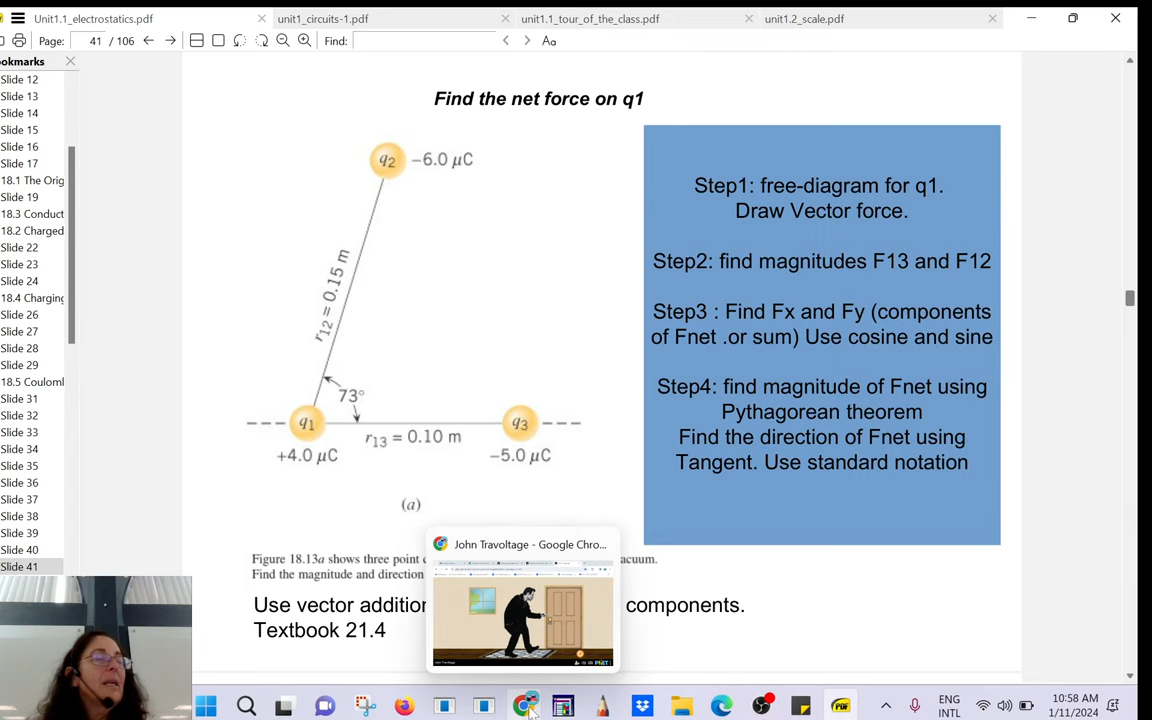 Unit1.1_electrostatics.pdf
unit1_circuits-1.pdf
unit1.1_tour_of_the_class.pdf
unit1.2_scale.pdf
Page: 41 / 106
Find:
Aa
ookmarks
Slide 12
Slide 13
Slide 14
Slide 15
Slide 16
Slide 17
18.1 The Orig
Slide 19
18.3 Conduct
18.2 Charged
Slide 22
Slide 23
Slide 24
18.4 Charging
Slide 26
Slide 27
Slide 28
Slide 29
18.5 Coulomb
Slide 31
Slide 32
Slide 33
Slide 34
Slide 35
Slide 36
Slide 37
Slide 38
Slide 39
Slide 40
Slide 41
Find the net force on q1
q2 −6.0 μC
r12 = 0.15 m
73°
q1
q3
r13 = 0.10 m
+4.0 μC
−5.0 μC
(a)
Step1: free-diagram for q1.
Draw Vector force.
Step2: find magnitudes F13 and F12
Step3 : Find Fx and Fy (components
of Fnet .or sum) Use cosine and sine
Step4: find magnitude of Fnet using
Pythagorean theorem
Find the direction of Fnet using
Tangent. Use standard notation
John Travoltage - Google Chro...
Figure 18.13a shows three point c
acuum.
Find the magnitude and direction
Use vector addition
components.
Textbook 21.4
John Travoltage
PhET
PDF
ENG
INTL
10:58 AM
1/11/2024